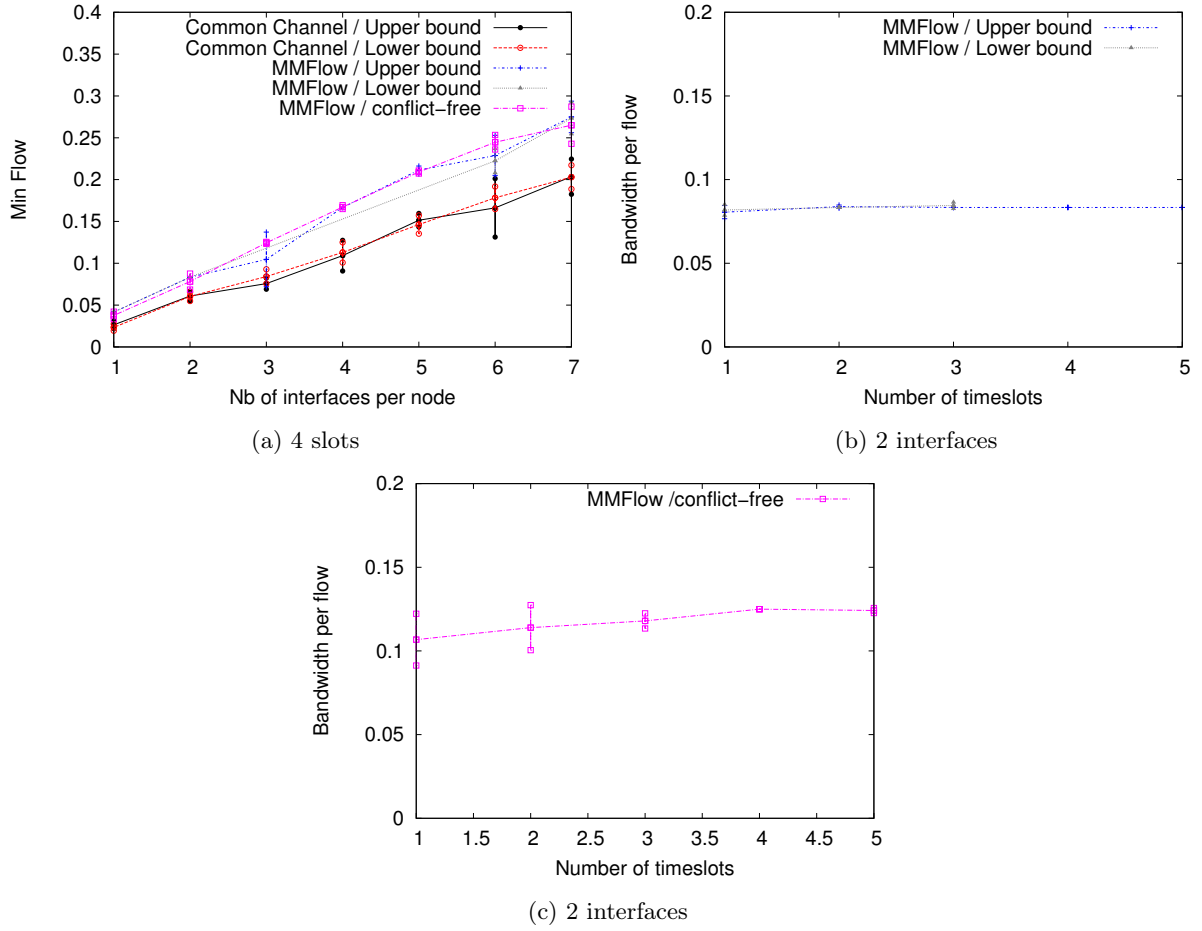 Common Channel / Upper bound
Common Channel / Lower bound
MMFlow / Upper bound
MMFlow / Lower bound
MMFlow / conflict-free
0.4
0.35
0.3
0.25
0.2
0.15
0.1
0.05
0
Min Flow
1 2 3 4 5 6 7
Nb of interfaces per node
(a) 4 slots
MMFlow / Upper bound
MMFlow / Lower bound
0.2
0.15
0.1
0.05
0
Bandwidth per flow
1 2 3 4 5
Number of timeslots
(b) 2 interfaces
MMFlow /conflict-free
0.2
0.15
0.1
0.05
0
Bandwidth per flow
1 1.5 2 2.5 3 3.5 4 4.5 5
Number of timeslots
(c) 2 interfaces